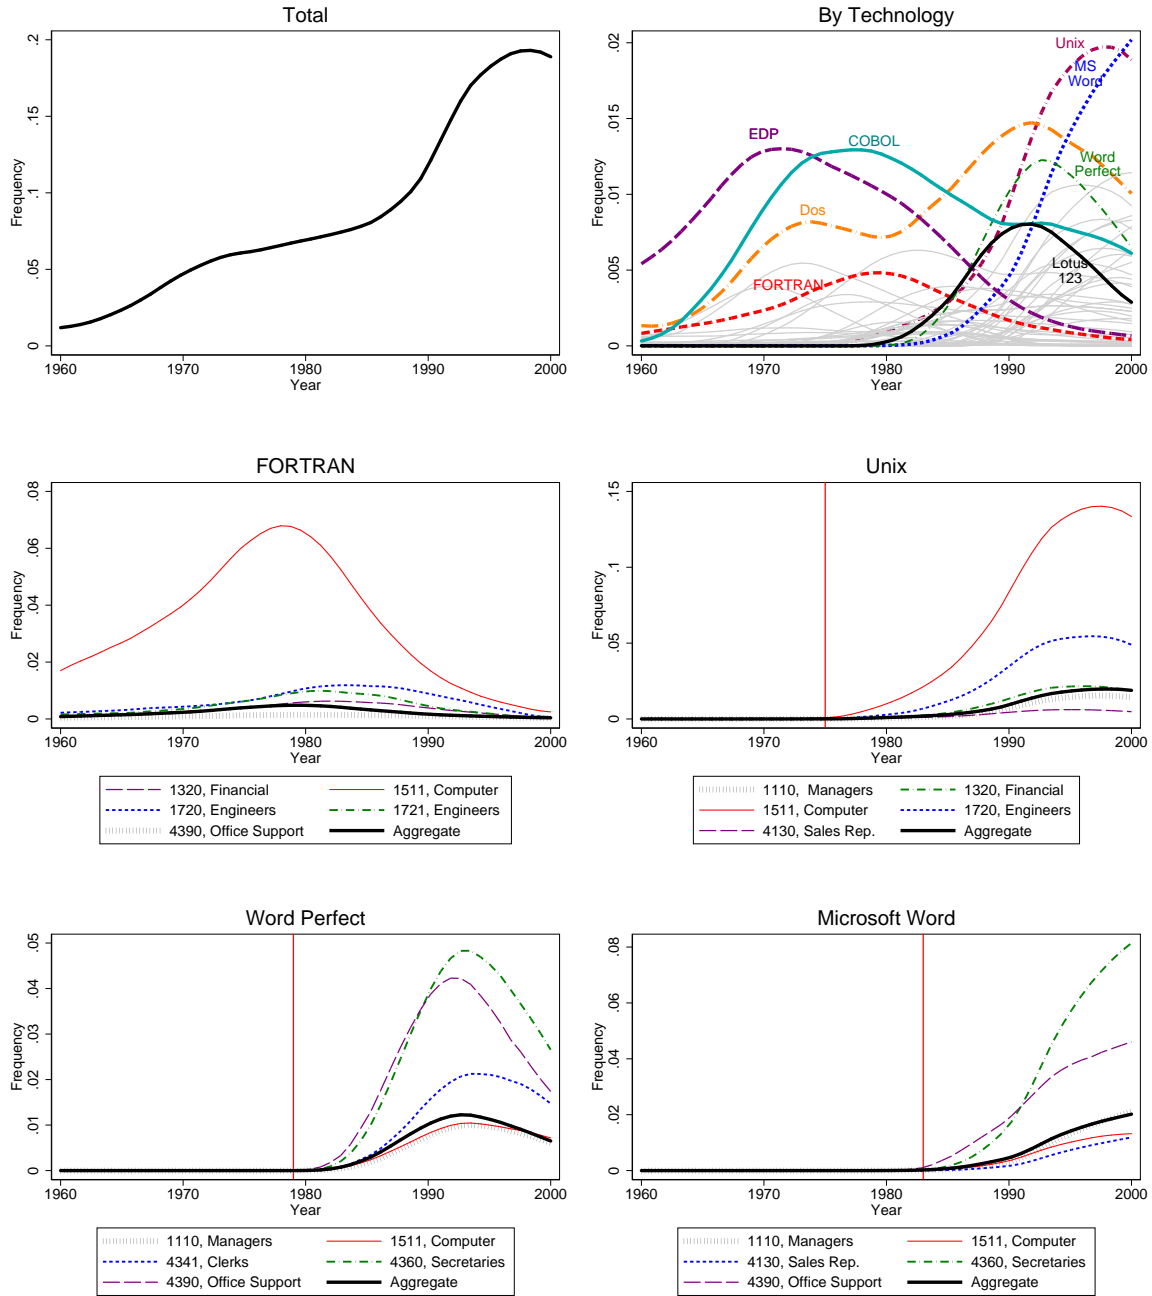 Total
Frequency
.2
.15
.1
.05
0
1960 1970 1980 1990 2000
Year
By Technology
Frequency
.02
.015
.01
.005
0
Unix
MS
Word
EDP
COBOL
Word
Perfect
Dos
FORTRAN
Lotus
123
1960 1970 1980 1990 2000
Year
FORTRAN
Frequency
.08
.06
.04
.02
0
1960 1970 1980 1990 2000
Year
1320, Financial 1511, Computer
1720, Engineers 1721, Engineers
4390, Office Support Aggregate
Unix
Frequency
.15
.1
.05
0
1960 1970 1980 1990 2000
Year
1110, Managers 1320, Financial
1511, Computer 1720, Engineers
4130, Sales Rep. Aggregate
Word Perfect
Frequency
.05
.04
.03
.02
.01
0
1960 1970 1980 1990 2000
Year
1110, Managers 1511, Computer
4341, Clerks 4360, Secretaries
4390, Office Support Aggregate
Microsoft Word
Frequency
.08
.06
.04
.02
0
1960 1970 1980 1990 2000
Year
1110, Managers 1511, Computer
4130, Sales Rep. 4360, Secretaries
4390, Office Support Aggregate